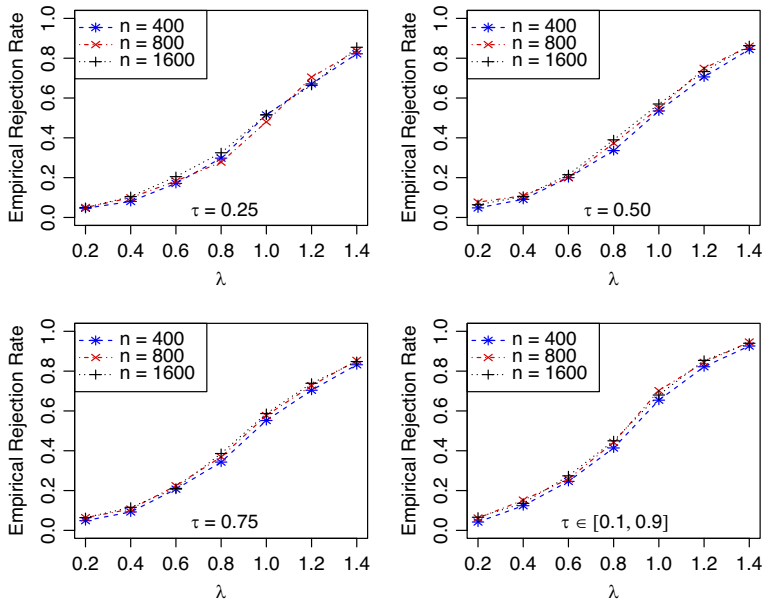 n = 400
n = 800
n = 1600
Empirical Rejection Rate
0.0 0.2 0.4 0.6 0.8 1.0
τ = 0.25
0.2 0.4 0.6 0.8 1.0 1.2 1.4
λ
n = 400
n = 800
n = 1600
Empirical Rejection Rate
0.0 0.2 0.4 0.6 0.8 1.0
τ = 0.50
0.2 0.4 0.6 0.8 1.0 1.2 1.4
λ
n = 400
n = 800
n = 1600
Empirical Rejection Rate
0.0 0.2 0.4 0.6 0.8 1.0
τ = 0.75
0.2 0.4 0.6 0.8 1.0 1.2 1.4
λ
n = 400
n = 800
n = 1600
Empirical Rejection Rate
0.0 0.2 0.4 0.6 0.8 1.0
τ ∈ [0.1, 0.9]
0.2 0.4 0.6 0.8 1.0 1.2 1.4
λ